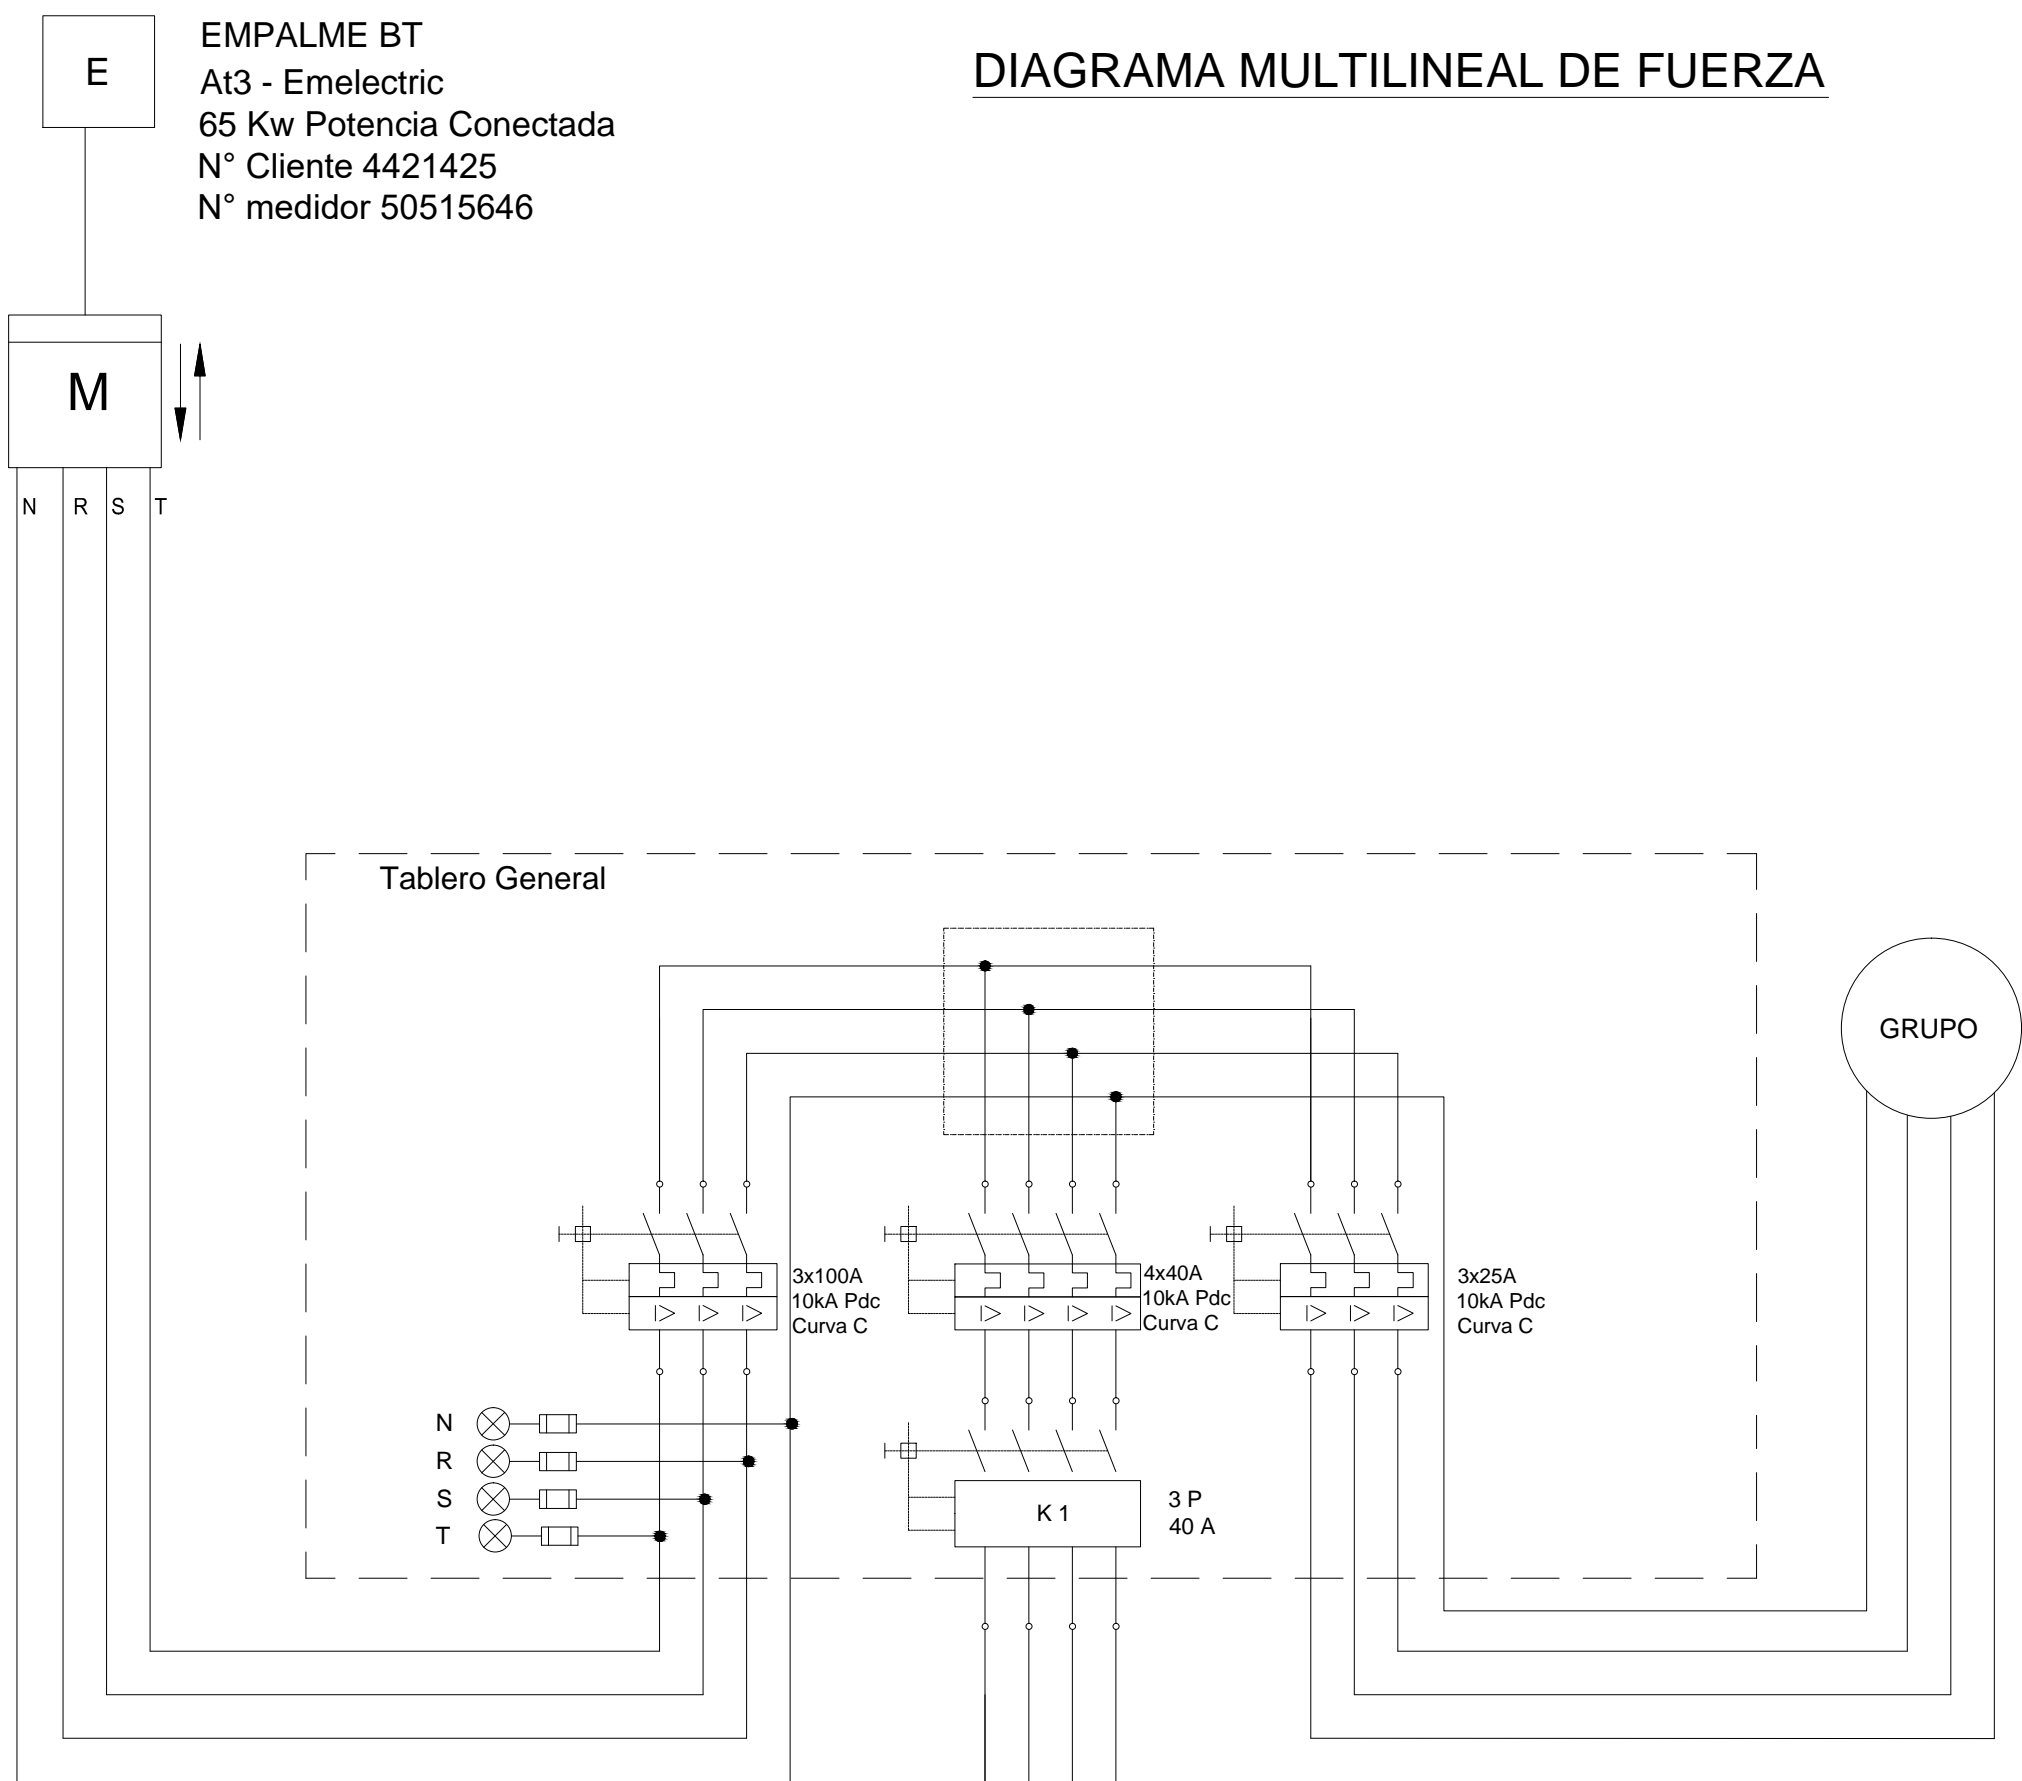 EMPALME BT
E
At3 - Emelectric
65 Kw Potencia Conectada
N° Cliente 4421425
N° medidor 50515646
DIAGRAMA MULTILINEAL DE FUERZA
M
N R S T
Tablero General
GRUPO
3x100A
10kA Pdc
Curva C
4x40A
10kA Pdc
Curva C
3x25A
10kA Pdc
Curva C
N
R
S
T
K 1
3 P
40 A